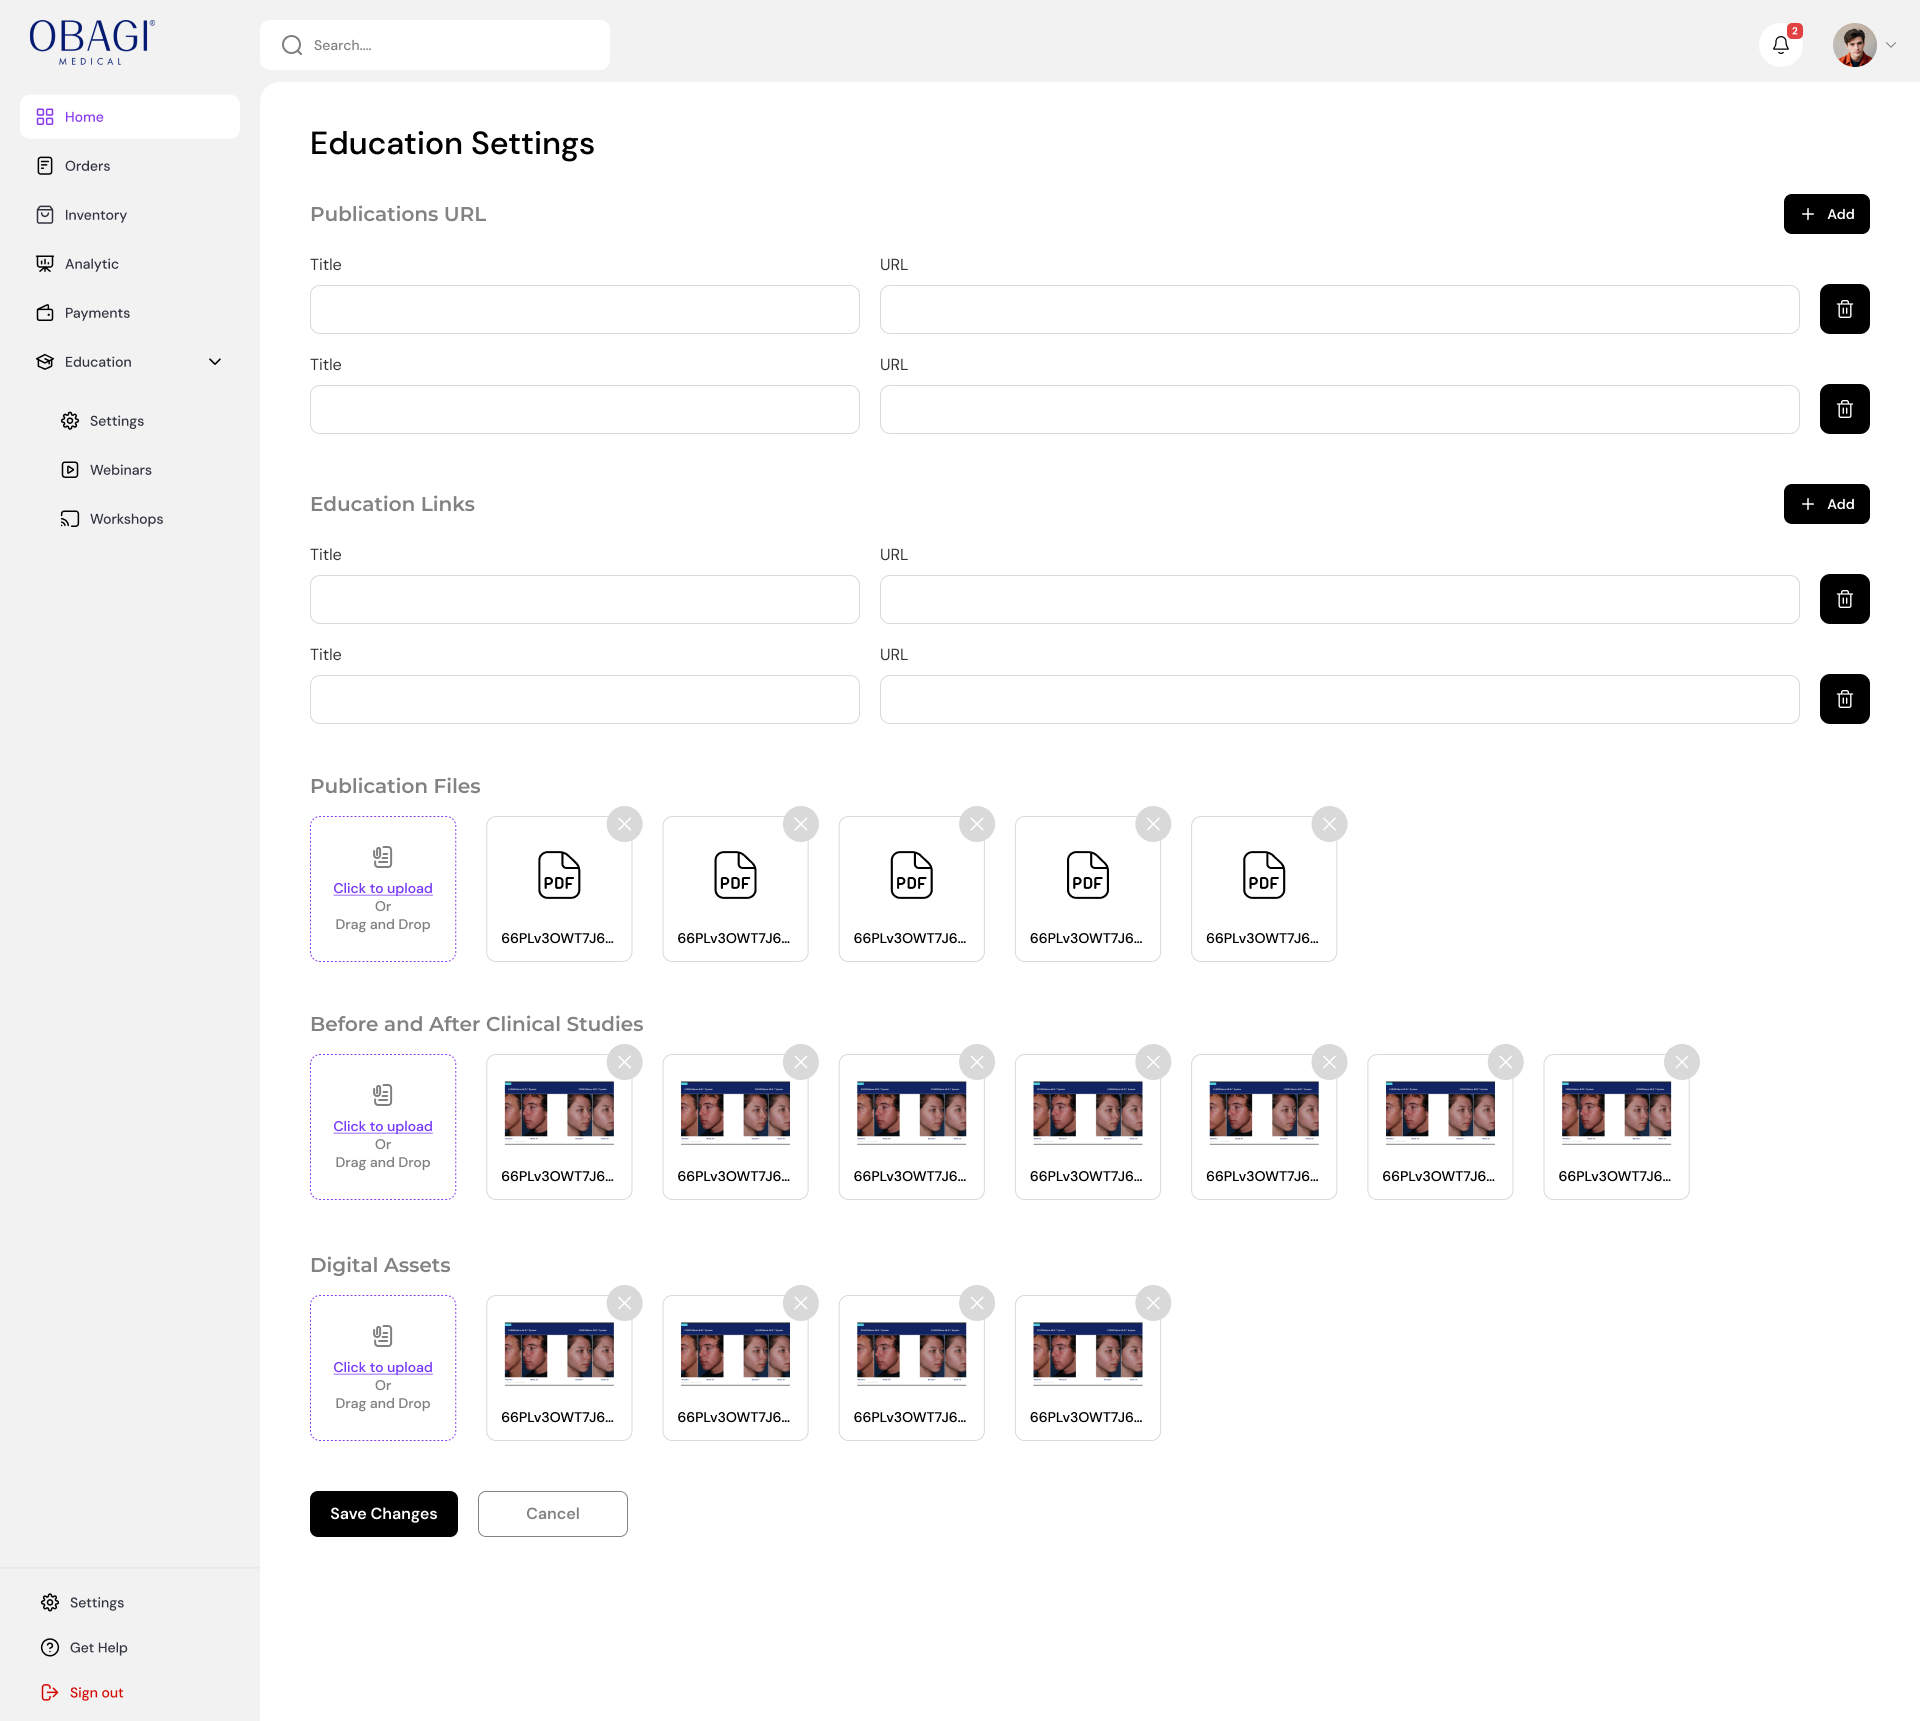 OBAGI®
MEDICAL
Search....
2
Home
Orders
Inventory
Analytic
Payments
Education
Settings
Webinars
Workshops
Education Settings
Publications URL
Add
Title
URL
Title
URL
Education Links
Add
Title
URL
Title
URL
Publication Files
Click to upload
Or
Drag and Drop
PDF
66PLv3OWT7J6...
PDF
66PLv3OWT7J6...
PDF
66PLv3OWT7J6...
PDF
66PLv3OWT7J6...
PDF
66PLv3OWT7J6...
Before and After Clinical Studies
Click to upload
Or
Drag and Drop
66PLv3OWT7J6...
66PLv3OWT7J6...
66PLv3OWT7J6...
66PLv3OWT7J6...
66PLv3OWT7J6...
66PLv3OWT7J6...
66PLv3OWT7J6...
Digital Assets
Click to upload
Or
Drag and Drop
66PLv3OWT7J6...
66PLv3OWT7J6...
66PLv3OWT7J6...
66PLv3OWT7J6...
Save Changes
Cancel
Settings
Get Help
Sign out